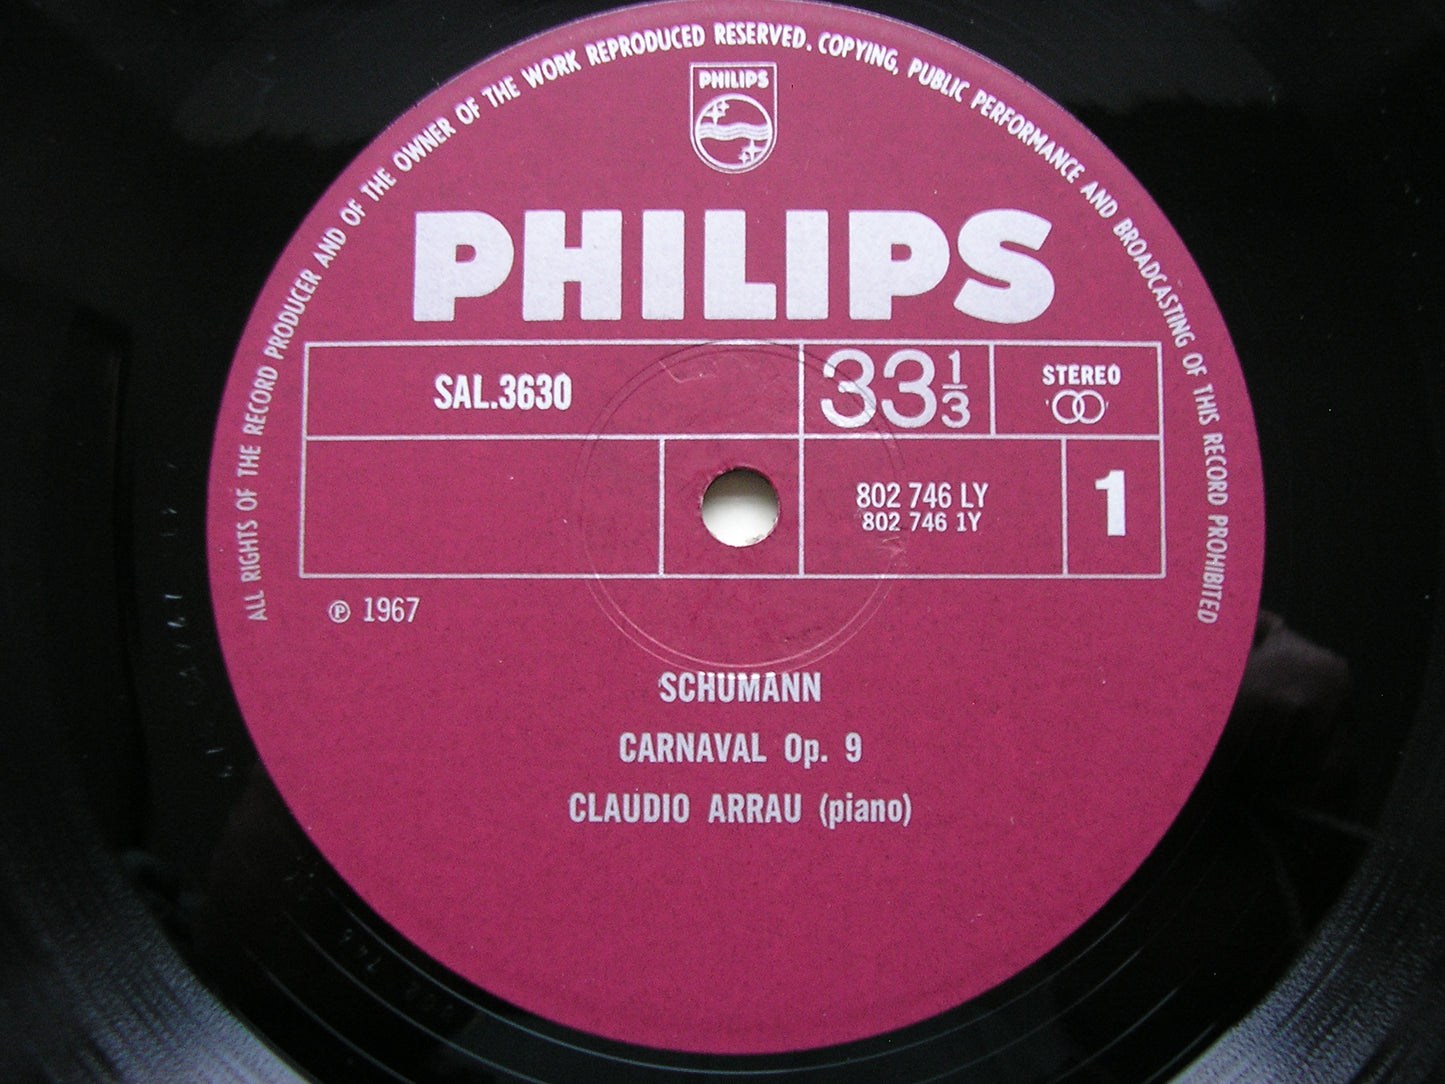 ALL RIGHTS OF THE RECORD PRODUCER AND OF THE OWNER OF THE WORK REPRODUCED RESERVED. COPYING, PUBLIC PERFORMANCE AND BROADCASTING OF THIS RECORD PROHIBITED
PHILIPS
PHILIPS
SAL.3630
33 1/3
STEREO
802 746 LY
802 746 1Y
1
℗ 1967
SCHUMANN
CARNAVAL Op. 9
CLAUDIO ARRAU (piano)